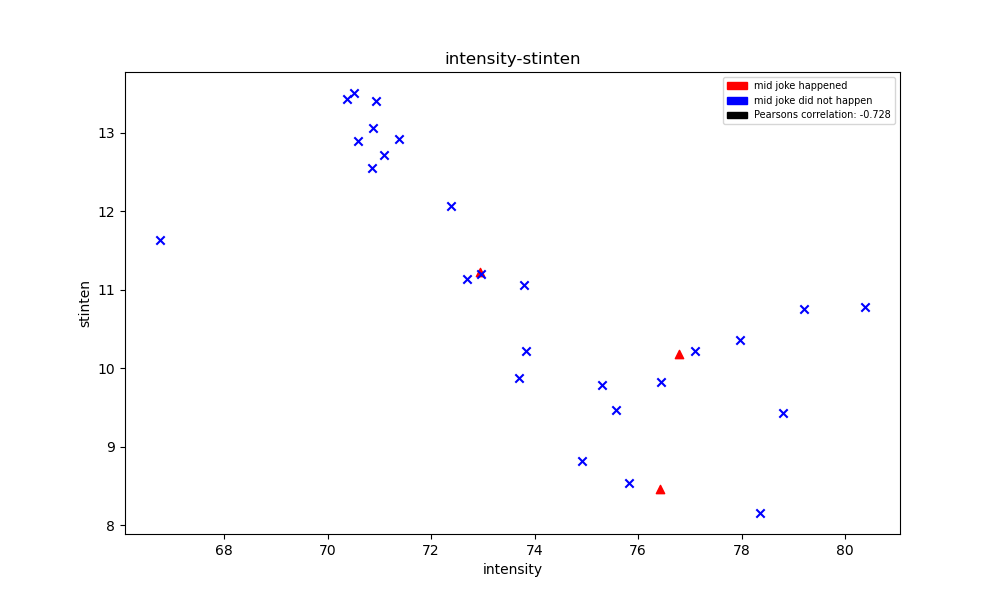 intensity-stinten
mid joke happened
mid joke did not happen
Pearsons correlation: -0.728
13
12
11
10
9
8
stinten
68 70 72 74 76 78 80
intensity